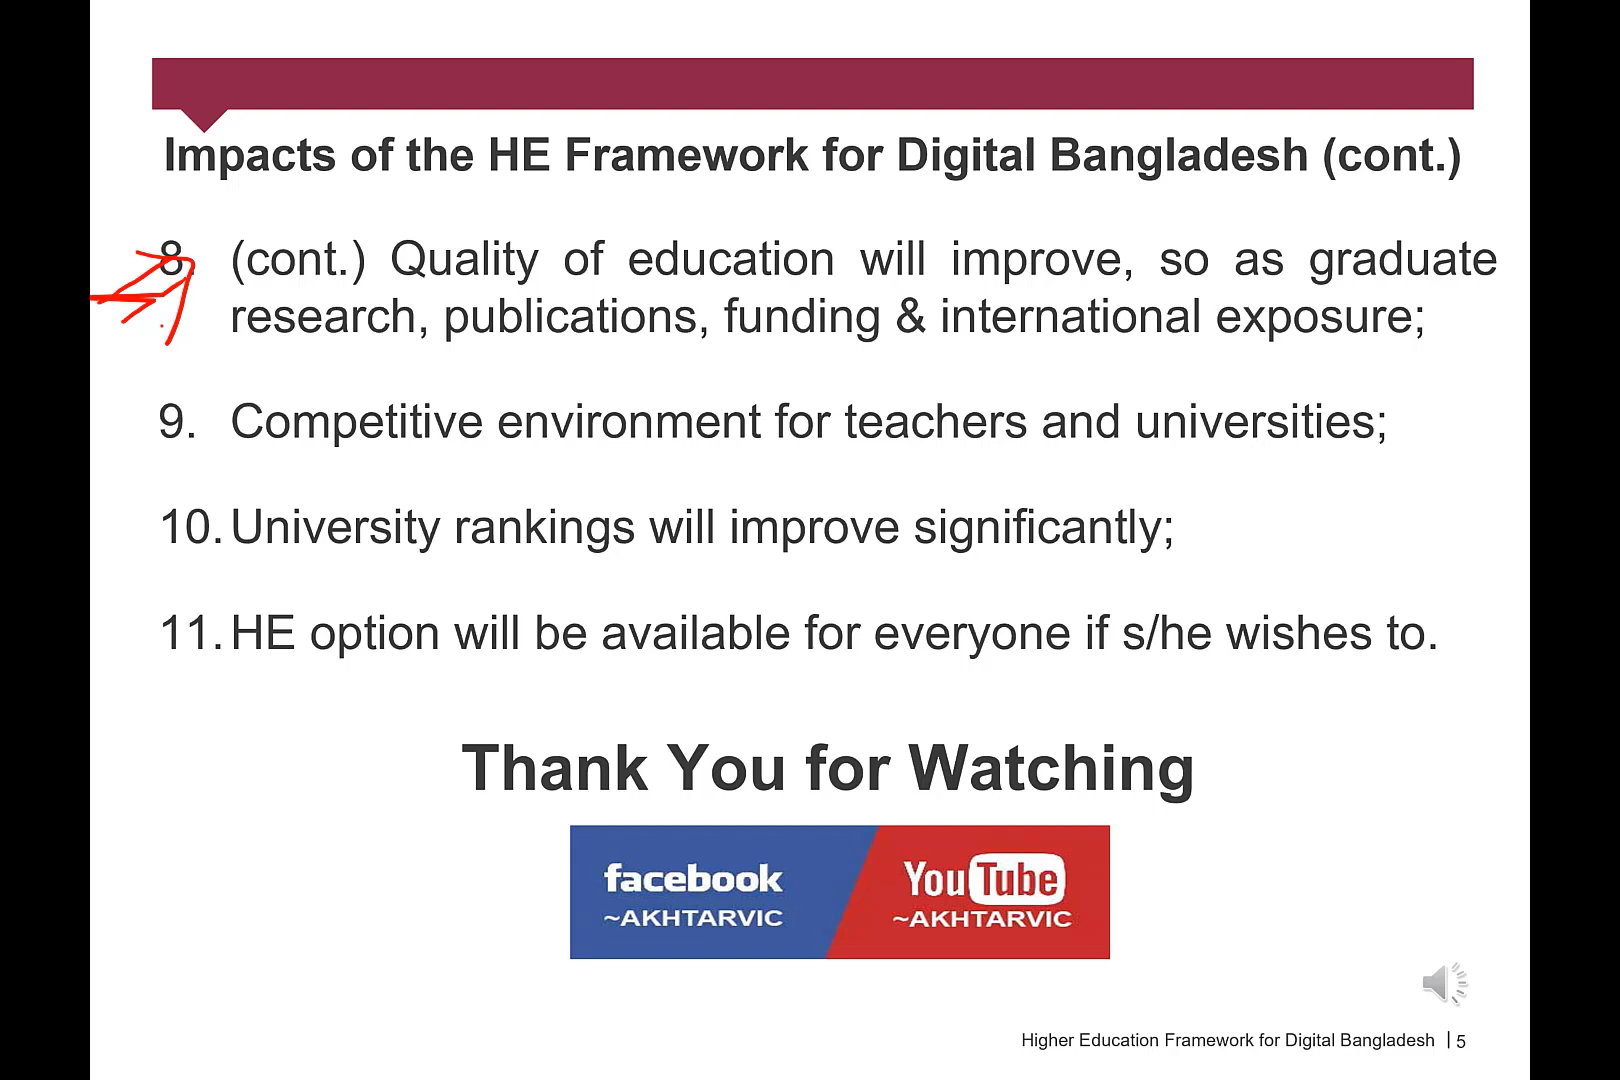 Impacts of the HE Framework for Digital Bangladesh (cont.)
8. (cont.) Quality of education will improve, so as graduate
research, publications, funding & international exposure;
9. Competitive environment for teachers and universities;
10. University rankings will improve significantly;
11. HE option will be available for everyone if s/he wishes to.
Thank You for Watching
facebook
~AKHTARVIC
YouTube
~AKHTARVIC
Higher Education Framework for Digital Bangladesh | 5